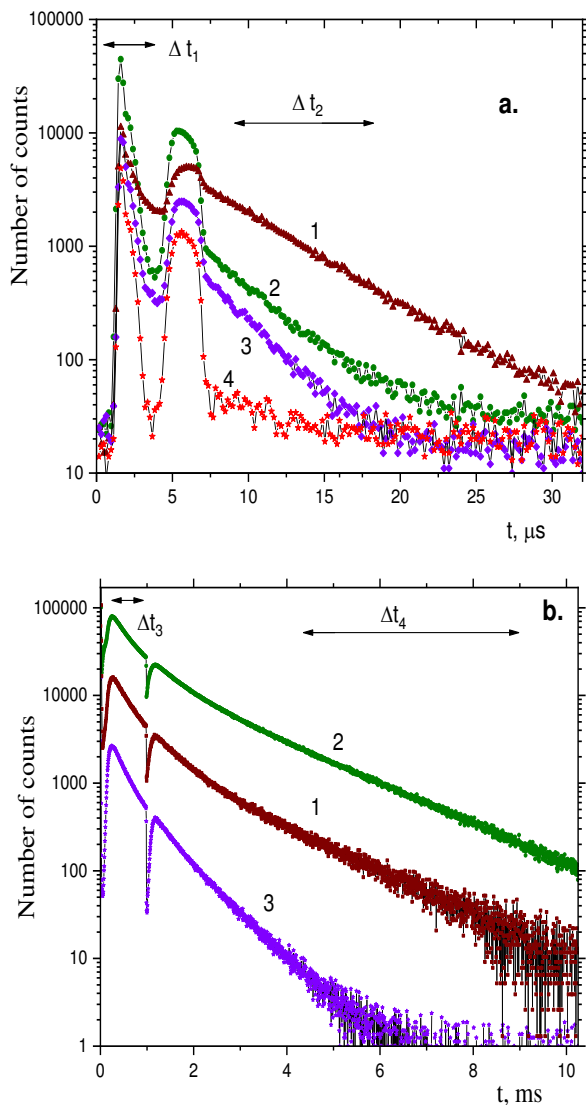 100000
10000
1000
100
10
Number of counts
Δ t₁
Δ t₂
a.
1
2
3
4
0 5 10 15 20 25 30
t, μs
100000
10000
1000
100
10
1
Number of counts
Δt₃
Δt₄
b.
2
1
3
0 2 4 6 8 10
t, ms